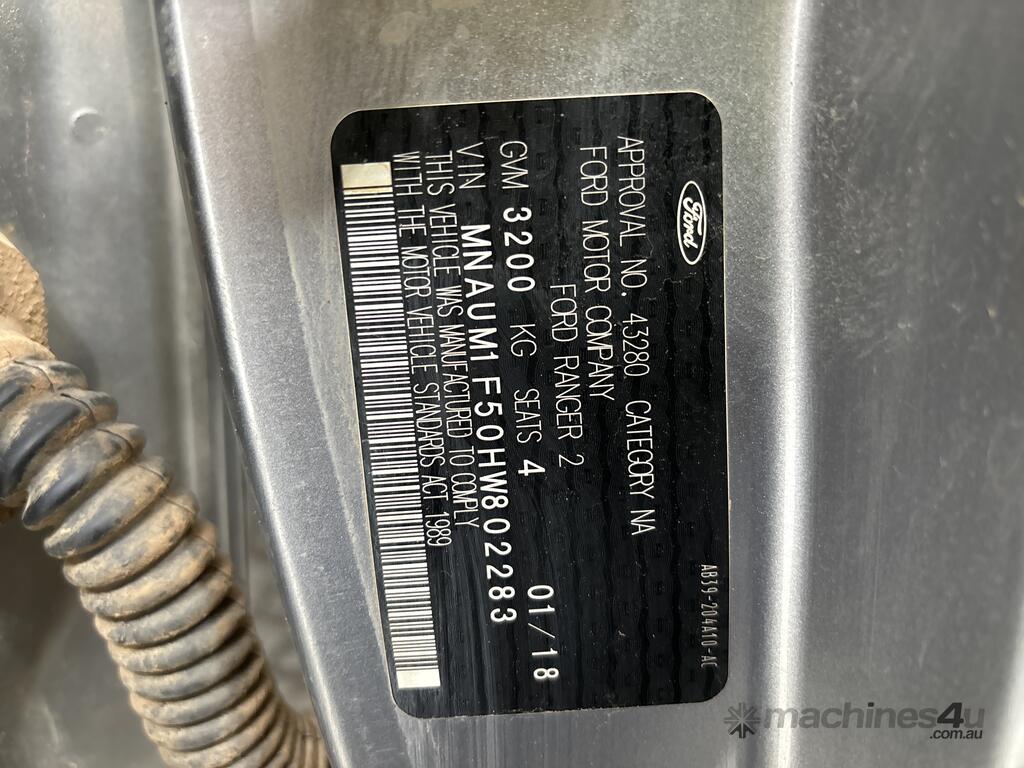 Ford
AB39-204A10-AC
APPROVAL NO. 43280 CATEGORY NA
FORD MOTOR COMPANY
FORD RANGER 2
GVM 3200 KG SEATS 4 01/18
VIN MNAUM1F50HW802283
THIS VEHICLE WAS MANUFACTURED TO COMPLY
WITH THE MOTOR VEHICLE STANDARDS ACT 1989
machines4u
.com.au